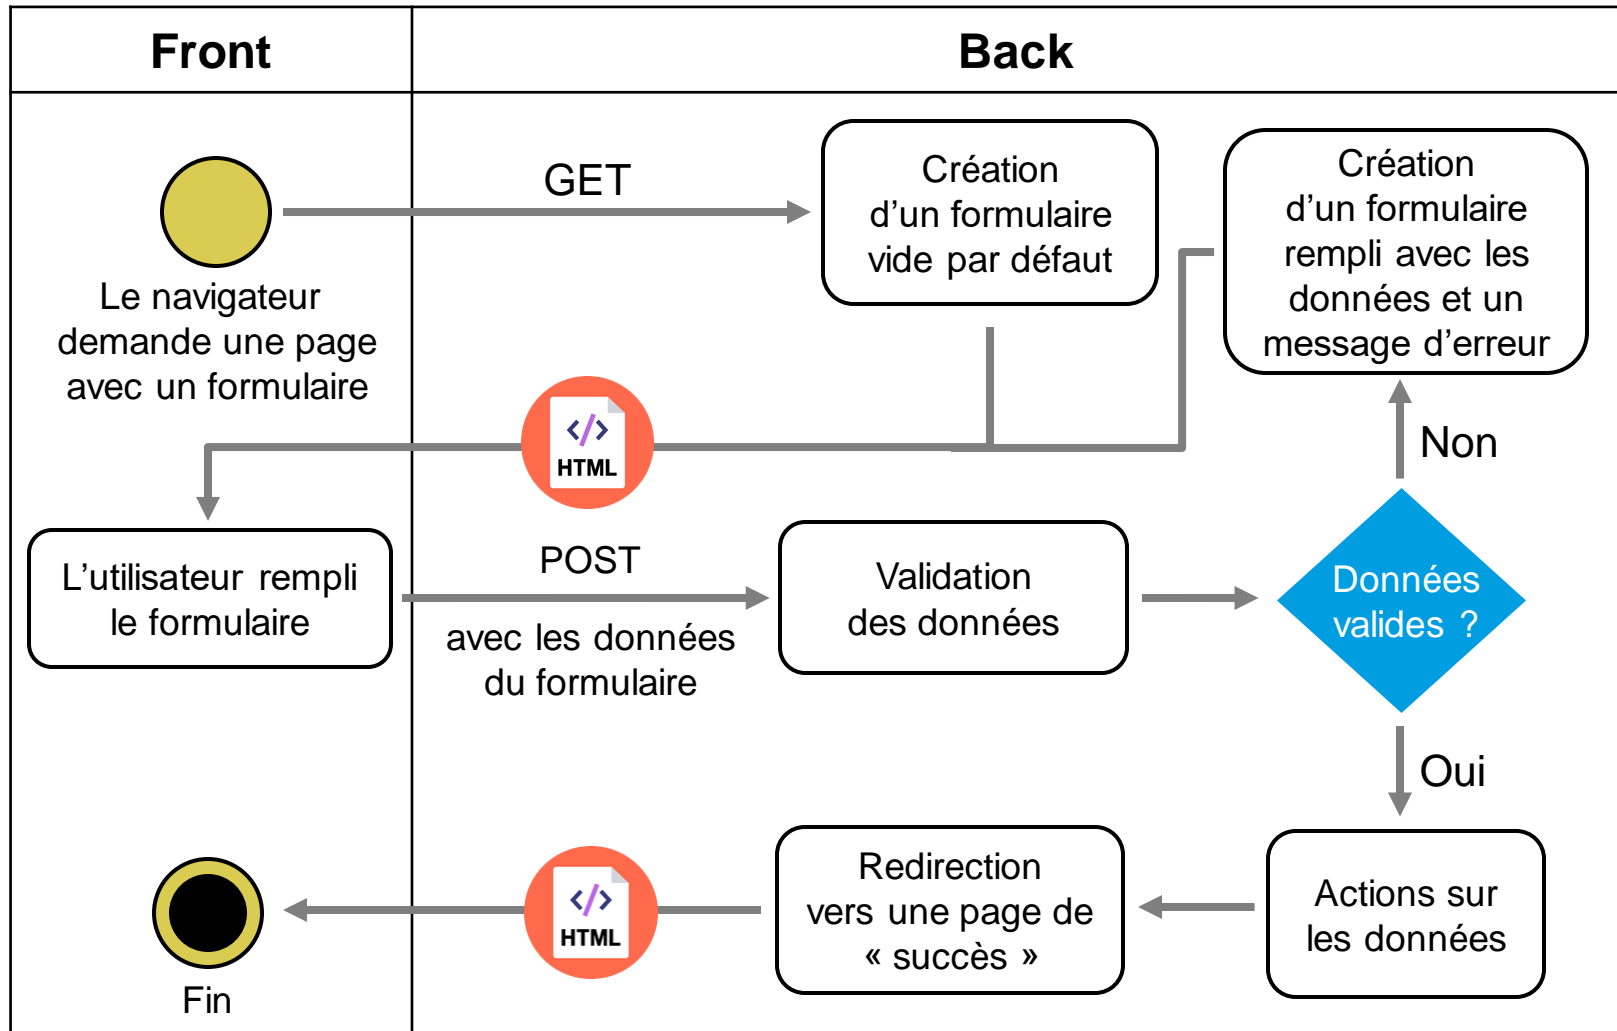 Front
Back
GET
Création
d’un formulaire
vide par défaut
Création
d’un formulaire
rempli avec les
données et un
message d’erreur
Le navigateur
demande une page
avec un formulaire
HTML
Non
L’utilisateur rempli
le formulaire
POST
avec les données
du formulaire
Validation
des données
Données
valides ?
Oui
Redirection
vers une page de
« succès »
Actions sur
les données
HTML
Fin